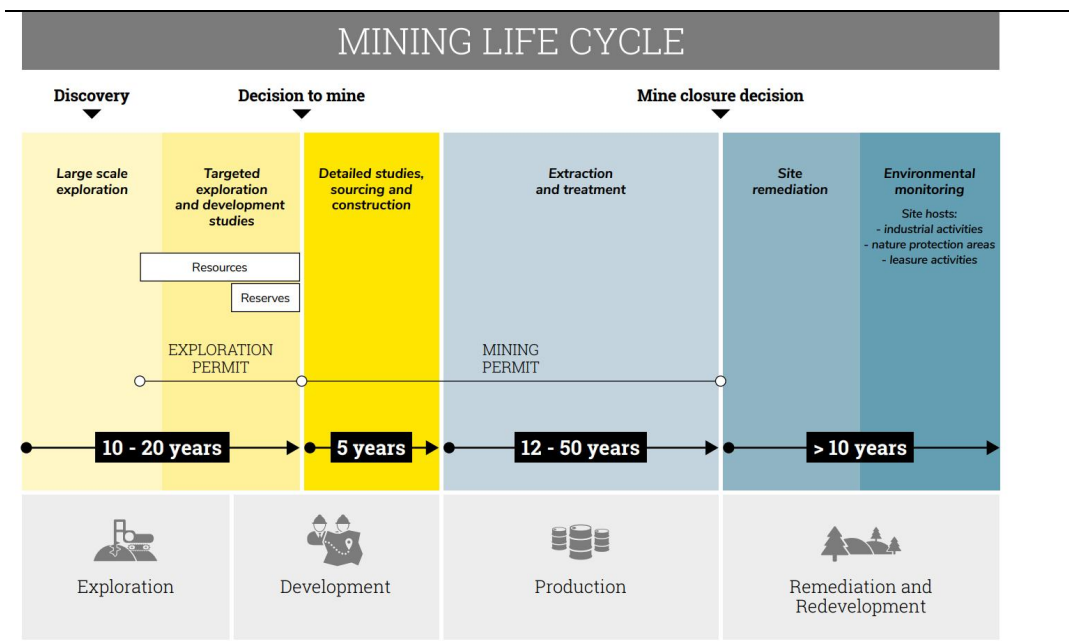 MINING LIFE CYCLE
Discovery
Decision to mine
Mine closure decision
Large scale
exploration
Targeted
exploration
and development
studies
Detailed studies,
sourcing and
construction
Extraction
and treatment
Site
remediation
Environmental
monitoring
Site hosts:
- industrial activities
- nature protection areas
- leasure activities
Resources
Reserves
EXPLORATION
PERMIT
MINING
PERMIT
10 - 20 years
5 years
12 - 50 years
> 10 years
Exploration
Development
Production
Remediation and
Redevelopment